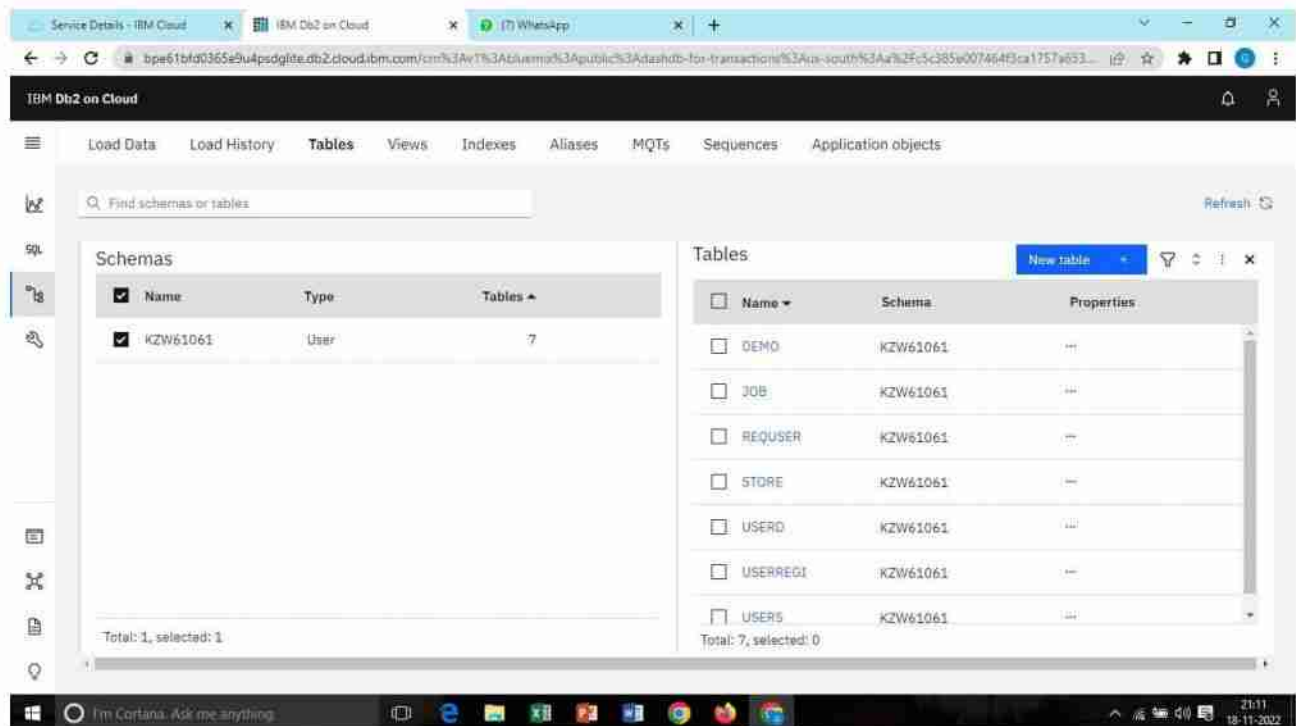 Service Details - IBM Cloud
IBM Db2 on Cloud
(7) WhatsApp
IBM Db2 on Cloud
Load Data
Load History
Tables
Views
Indexes
Aliases
MQTs
Sequences
Application objects
Find schemas or tables
Refresh
SQL
Schemas
Name Type Tables
KZW61061 User 7
Total: 1, selected: 1
Tables
New table +
Name Schema Properties
DEMO KZW61061 ...
JOB KZW61061 ...
REQUSER KZW61061 ...
STORE KZW61061 ...
USERD KZW61061 ...
USERREGI KZW61061 ...
USERS KZW61061 ...
Total: 7, selected: 0
I'm Cortana. Ask me anything.
21:11
18-11-2022